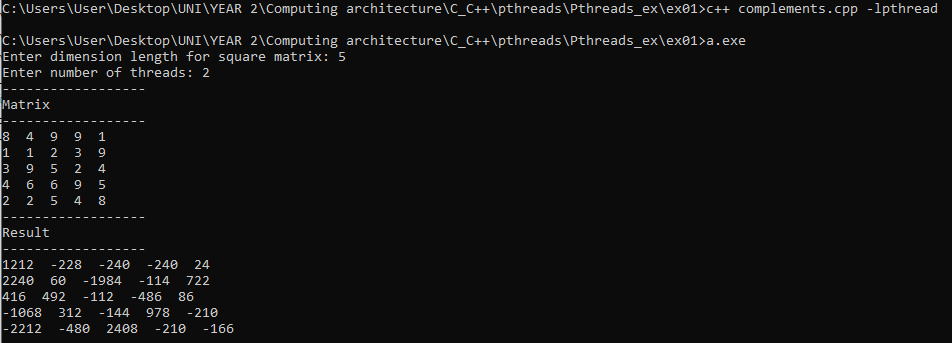 C:\Users\User\Desktop\UNI\YEAR 2\Computing architecture\C_C++\pthreads\Pthreads_ex\ex01>c++ complements.cpp -lpthread
C:\Users\User\Desktop\UNI\YEAR 2\Computing architecture\C_C++\pthreads\Pthreads_ex\ex01>a.exe
Enter dimension length for square matrix: 5
Enter number of threads: 2
------------------
Matrix
------------------
8  4  9  9  1
1  1  2  3  9
3  9  5  2  4
4  6  6  9  5
2  2  5  4  8
------------------
Result
------------------
1212  -228  -240  -240  24
2240  60  -1984  -114  722
416  492  -112  -486  86
-1068  312  -144  978  -210
-2212  -480  2408  -210  -166